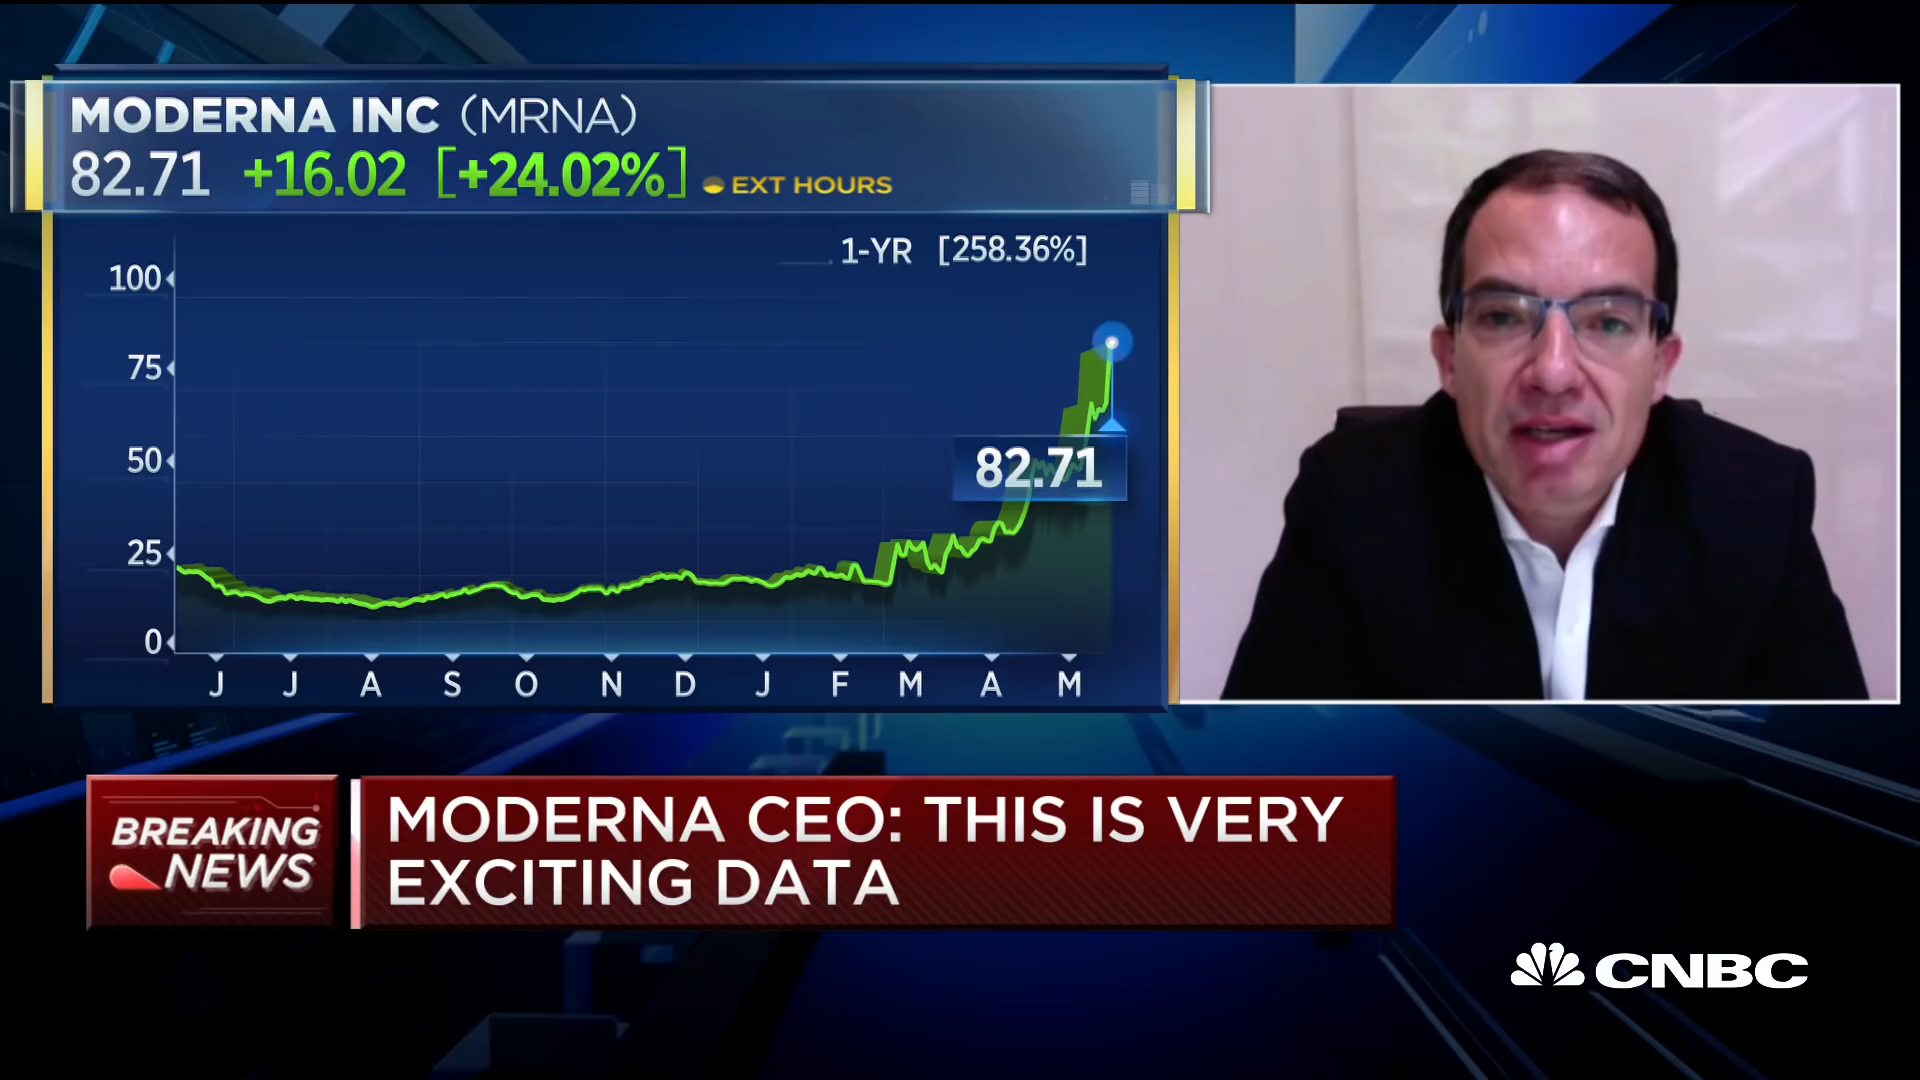 MODERNA INC (MRNA)
82.71 +16.02 [+24.02%] EXT HOURS
1-YR [258.36%]
100
75
50
25
0
82.71
J J A S O N D J F M A M
BREAKING
NEWS
MODERNA CEO: THIS IS VERY
EXCITING DATA
CNBC